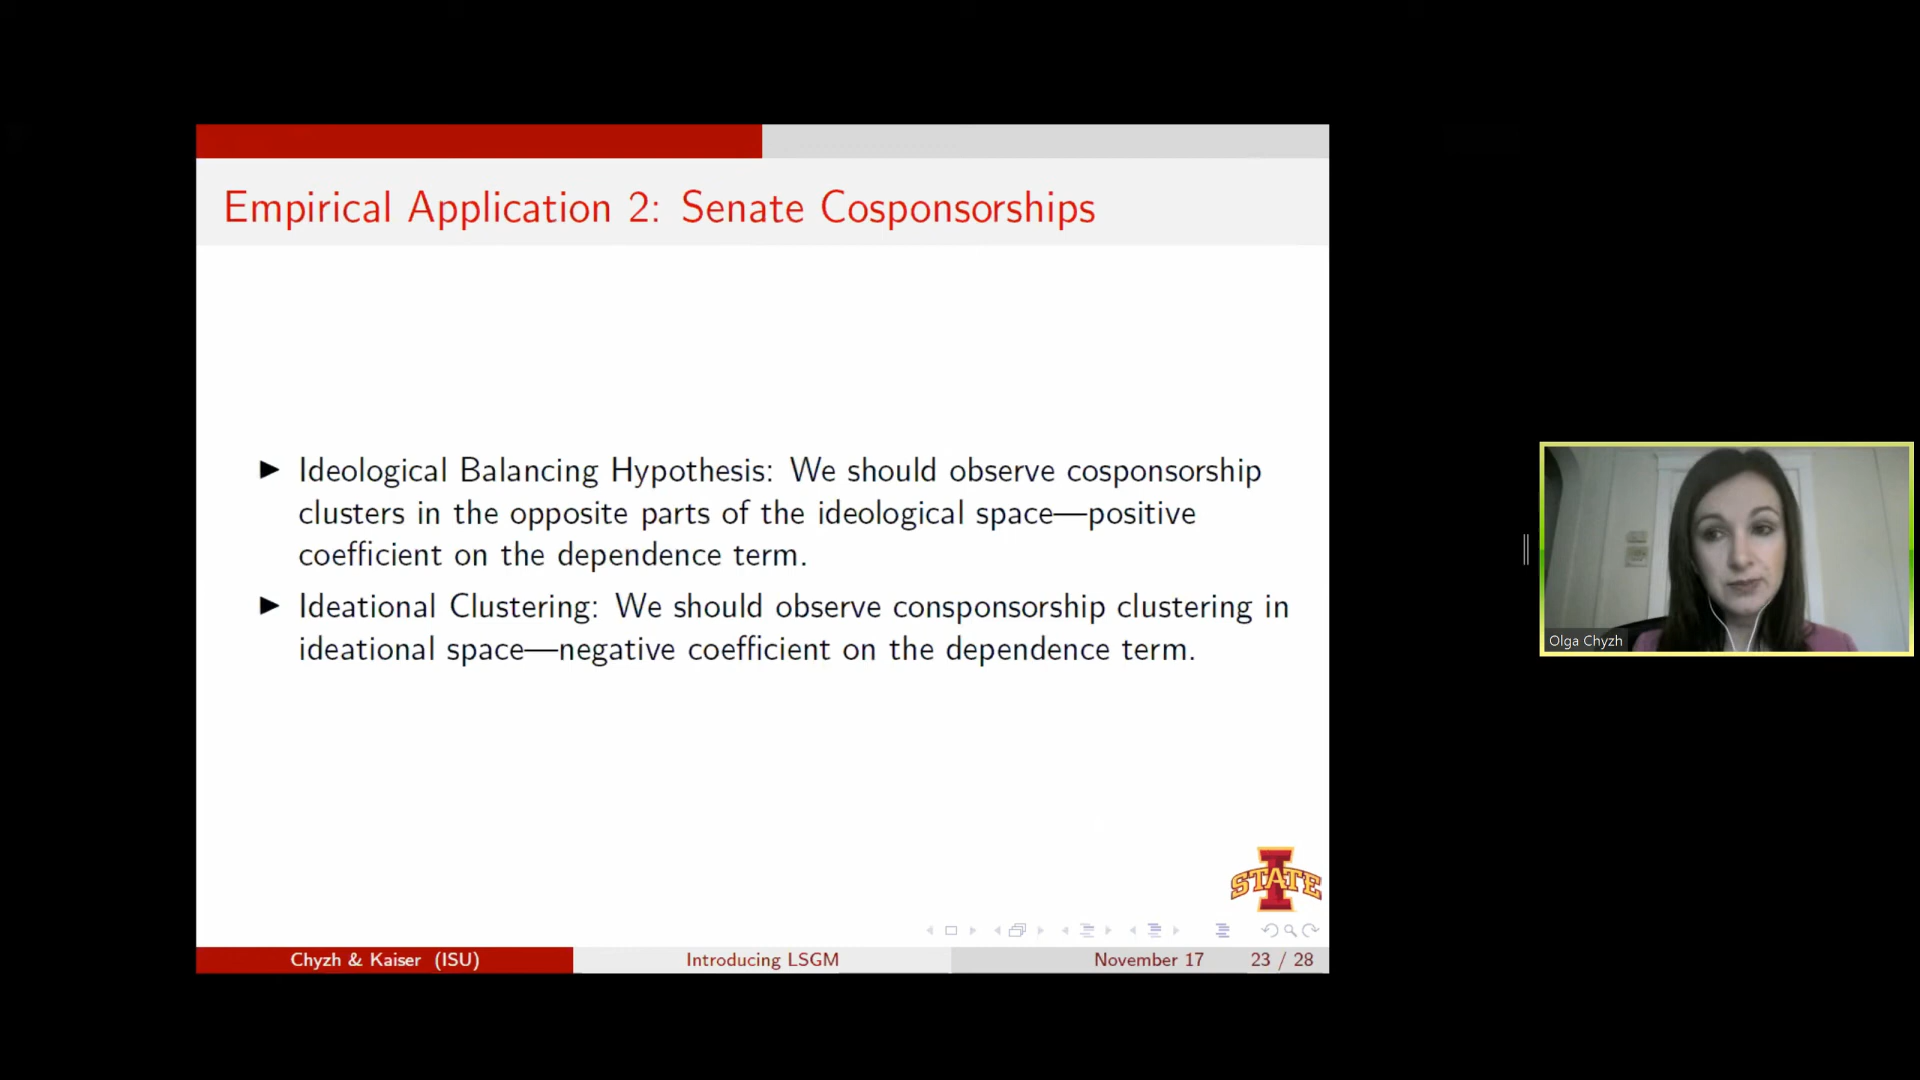 Empirical Application 2: Senate Cosponsorships
Ideological Balancing Hypothesis: We should observe cosponsorship
clusters in the opposite parts of the ideological space—positive
coefficient on the dependence term.
Ideational Clustering: We should observe consponsorship clustering in
ideational space—negative coefficient on the dependence term.
Olga Chyzh
STATE
Chyzh & Kaiser (ISU) Introducing LSGM November 17 23 / 28